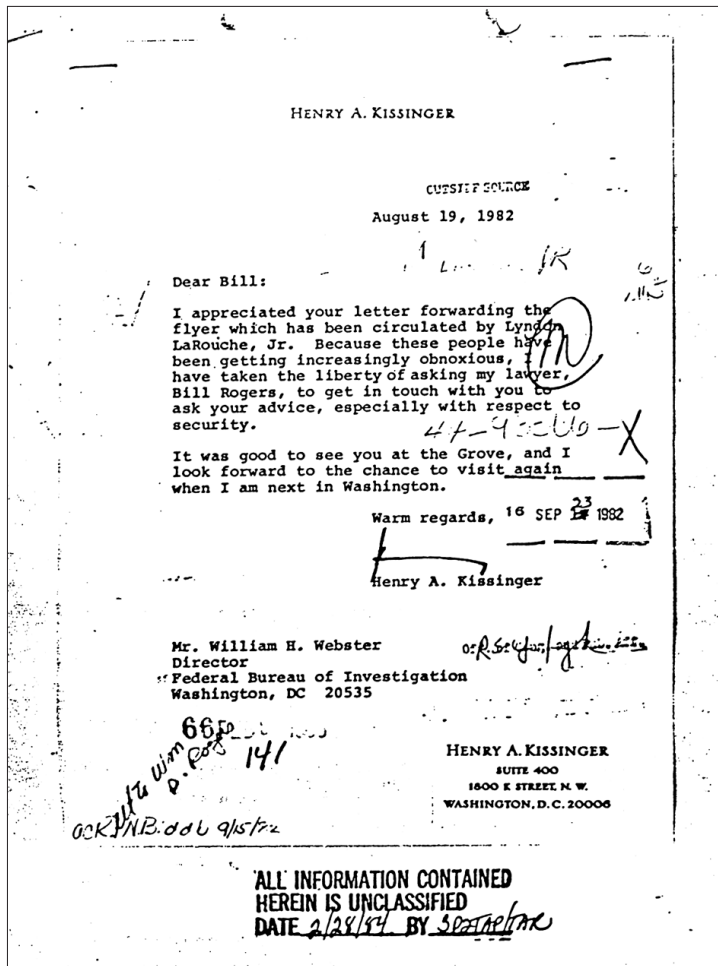 HENRY A. KISSINGER
OUTSIDE SOURCE
August 19, 1982
Dear Bill:
I appreciated your letter forwarding the
flyer which has been circulated by Lyndon
LaRouche, Jr. Because these people have
been getting increasingly obnoxious, I
have taken the liberty of asking my lawyer,
Bill Rogers, to get in touch with you to
ask your advice, especially with respect to
security.
It was good to see you at the Grove, and I
look forward to the chance to visit again
when I am next in Washington.
Warm regards,
16 SEP 23 1982
Henry A. Kissinger
Mr. William H. Webster
Director
Federal Bureau of Investigation
Washington, DC 20535
66
141
HENRY A. KISSINGER
SUITE 400
1800 K STREET, N. W.
WASHINGTON, D. C. 20006
ALL INFORMATION CONTAINED
HEREIN IS UNCLASSIFIED
DATE 2/28/84 BY